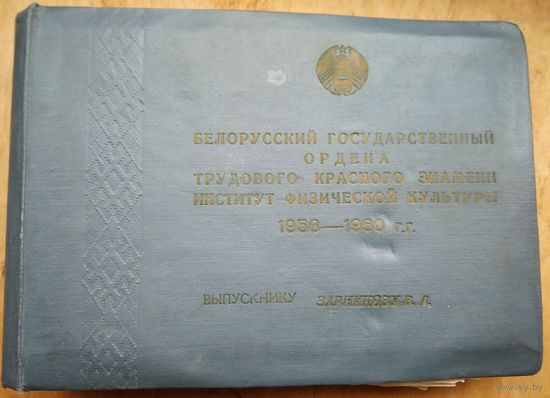 БЕЛОРУССКИЙ ГОСУДАРСТВЕННЫЙ
ОРДЕНА
ТРУДОВОГО КРАСНОГО ЗНАМЕНИ
ИНСТИТУТ ФИЗИЧЕСКОЙ КУЛЬТУРЫ
1956—1960 г.г.
ВЫПУСКНИКУ